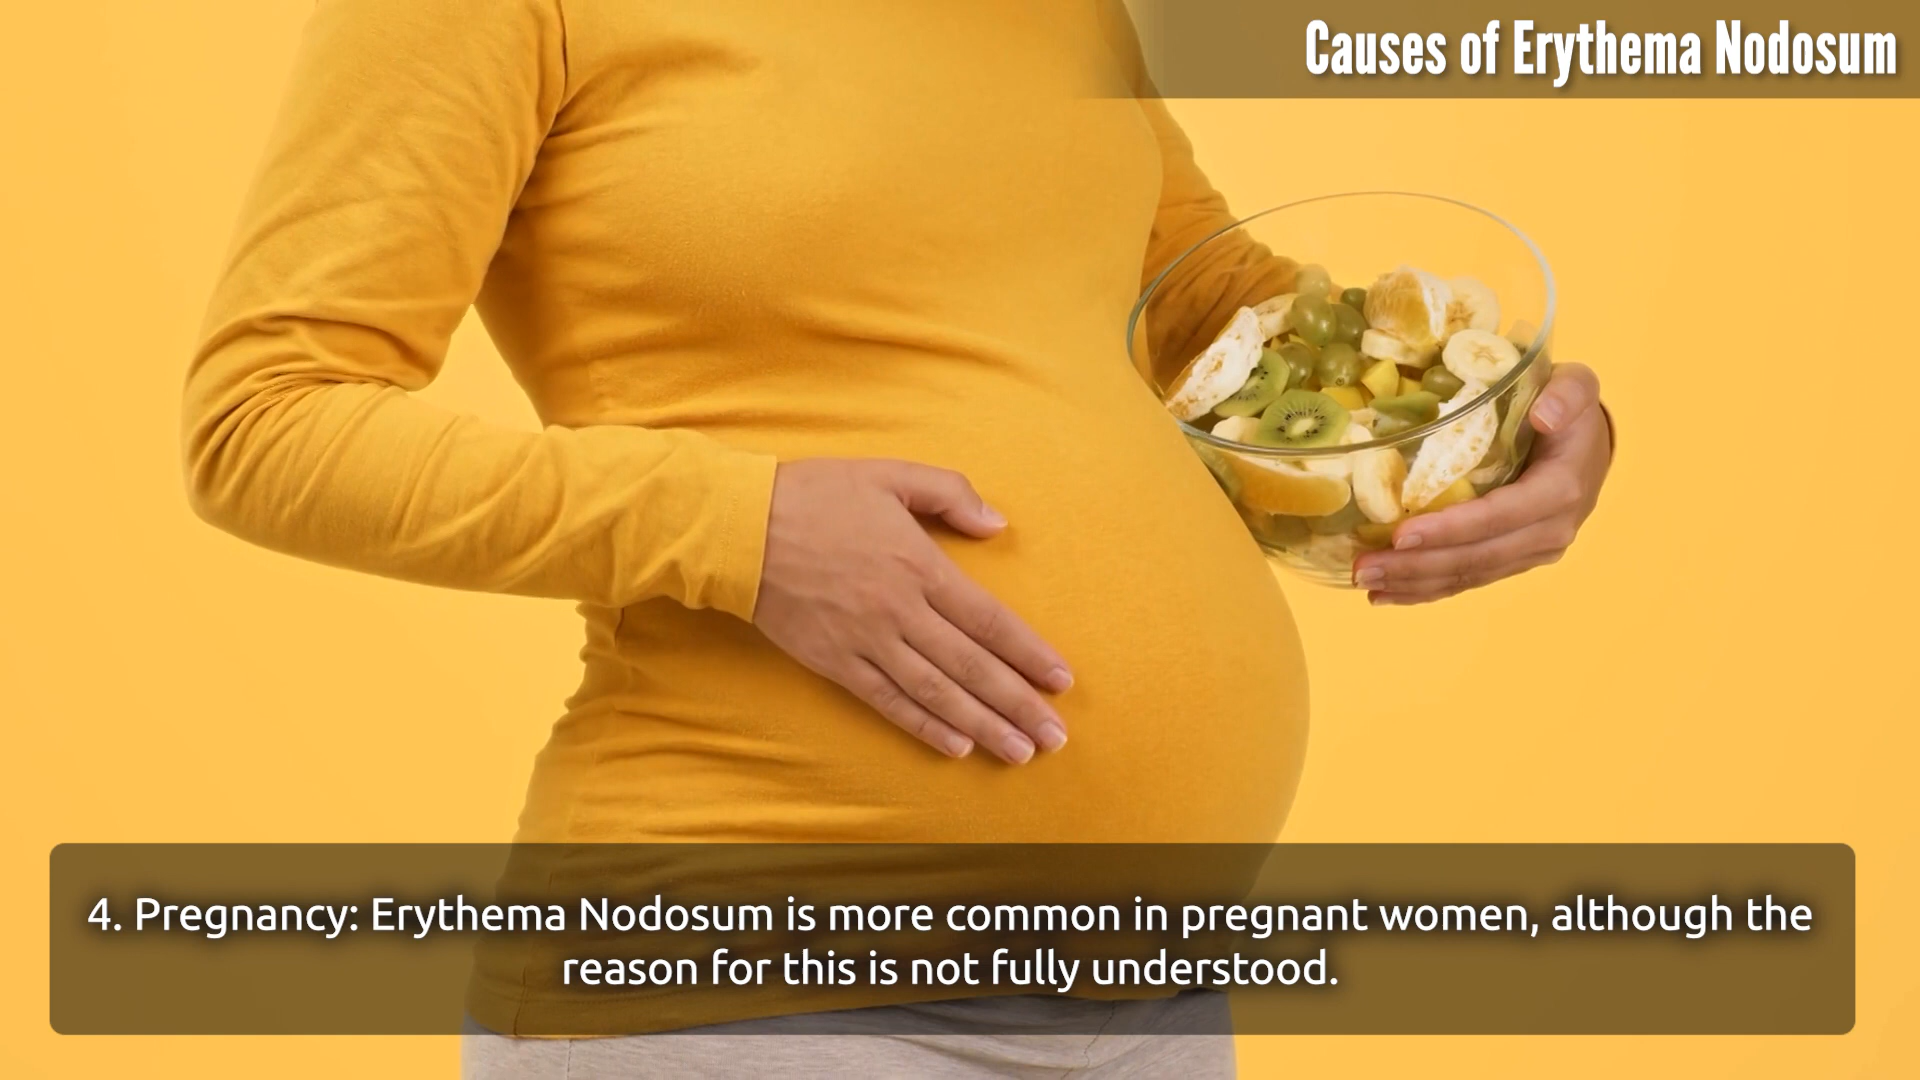 Causes of Erythema Nodosum
4. Pregnancy: Erythema Nodosum is more common in pregnant women, although the
reason for this is not fully understood.